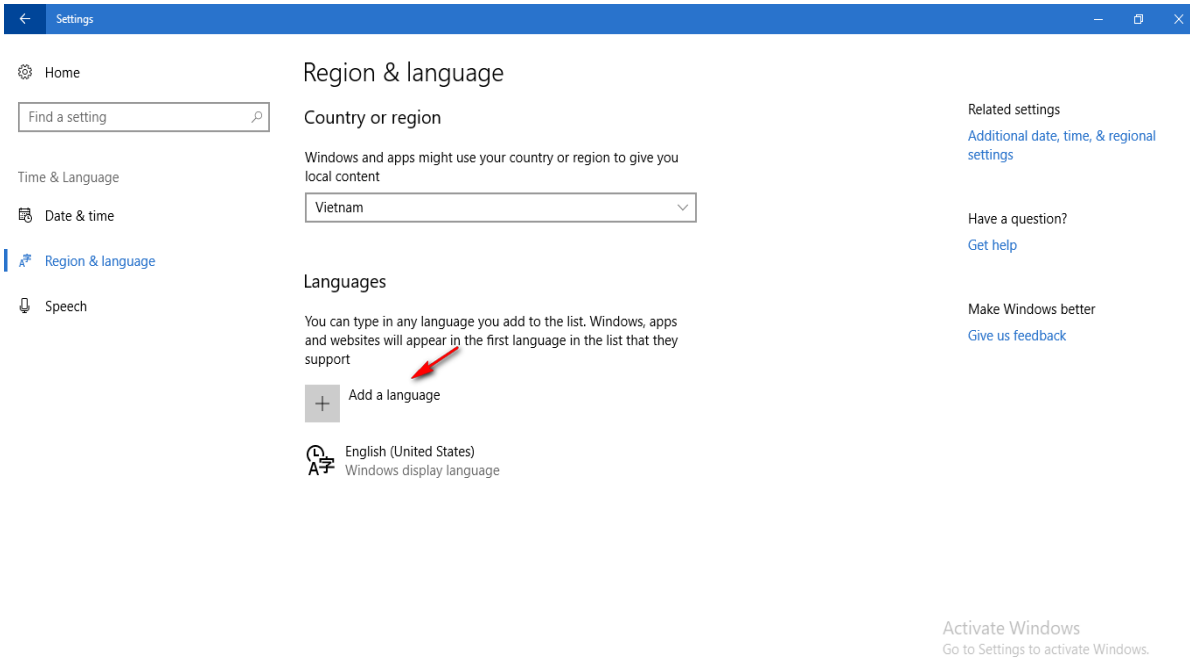 Settings
Home
Find a setting
Time & Language
Date & time
Region & language
Speech
Region & language
Country or region
Windows and apps might use your country or region to give you
local content
Vietnam
Languages
You can type in any language you add to the list. Windows, apps
and websites will appear in the first language in the list that they
support
Add a language
English (United States)
Windows display language
Related settings
Additional date, time, & regional
settings
Have a question?
Get help
Make Windows better
Give us feedback
Activate Windows
Go to Settings to activate Windows.